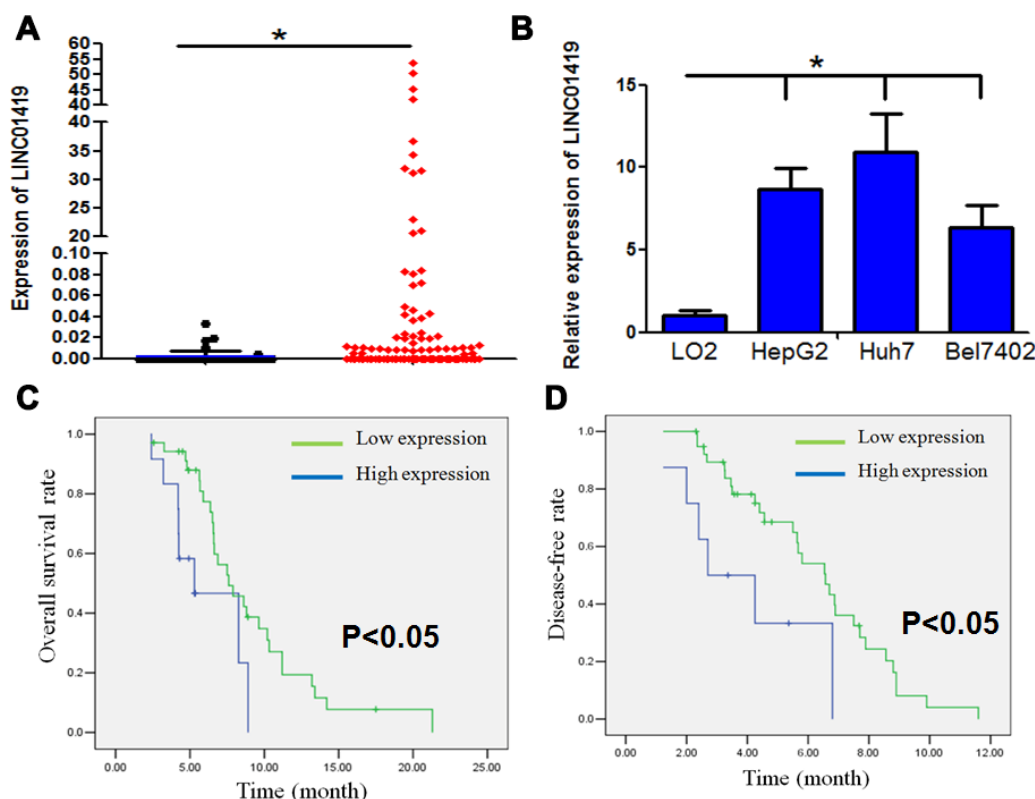 A
*
Expression of LINC01419
60
55
50
45
40
40
35
30
25
20
0.10
0.08
0.06
0.04
0.02
0.00
B
*
Relative expression of LINC01419
15
10
5
0
LO2 HepG2 Huh7 Bel7402
C
Overall survival rate
1.0
0.8
0.6
0.4
0.2
0.0
Low expression
High expression
P<0.05
0.00 5.00 10.00 15.00 20.00 25.00
Time (month)
D
Disease-free rate
1.0
0.8
0.6
0.4
0.2
0.0
Low expression
High expression
P<0.05
0.00 2.00 4.00 6.00 8.00 10.00 12.00
Time (month)